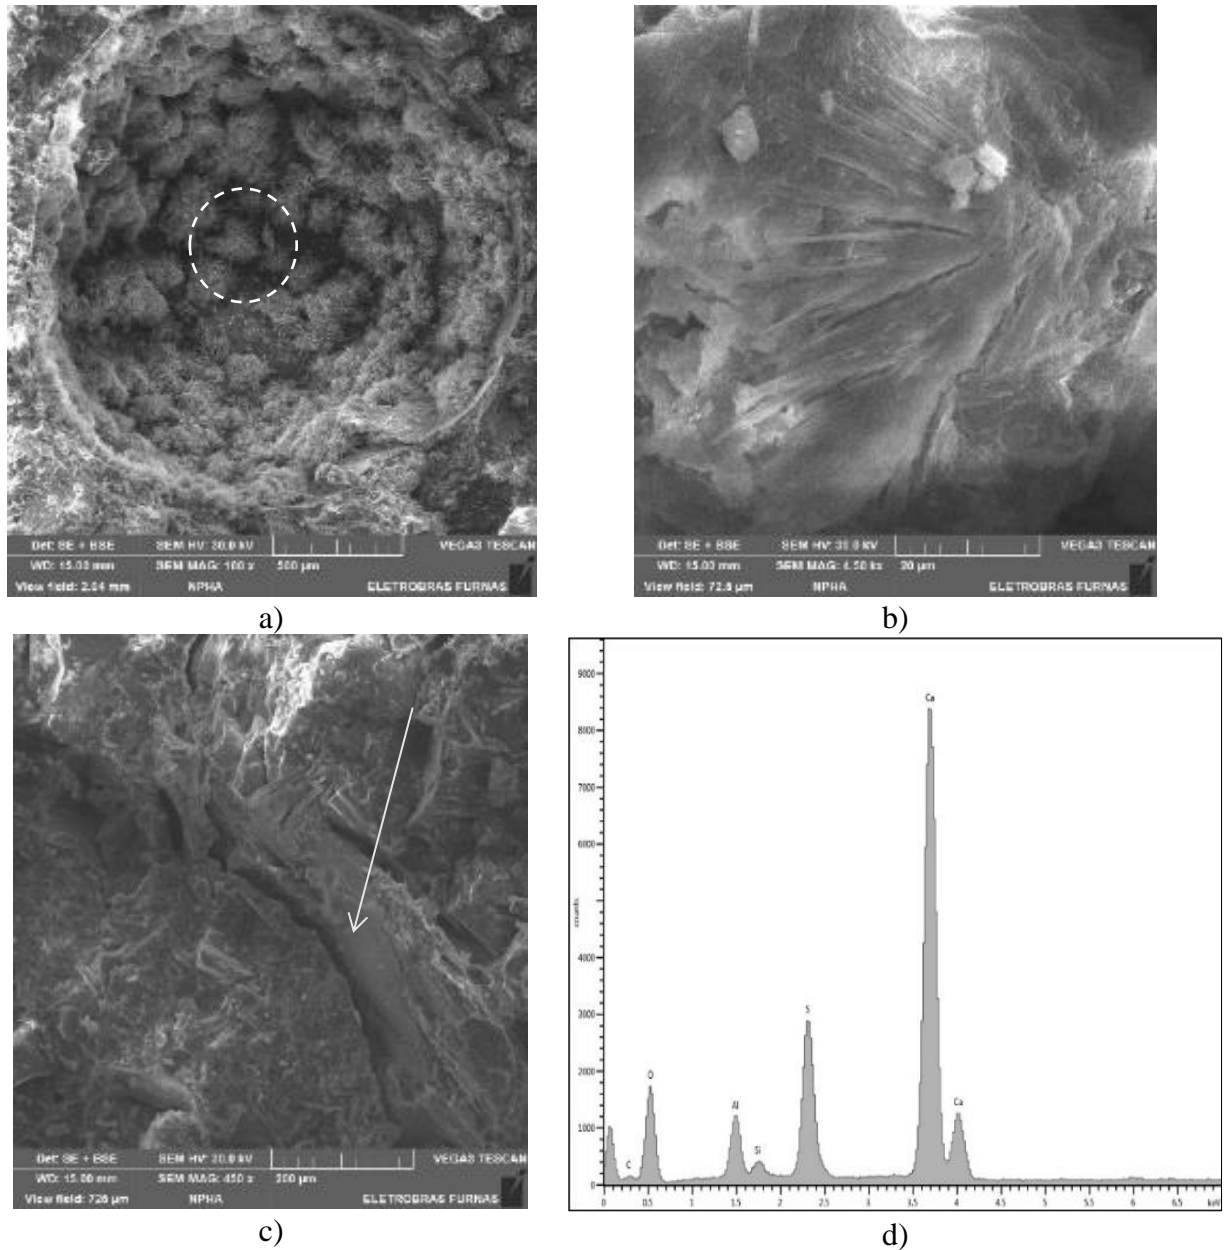 Det: SE + BSE SEM HV: 30.0 kV VEGA3 TESCAN
WD: 15.00 mm SEM MAG: 100 x 500 µm
View field: 2.04 mm NPHA ELETROBRAS FURNAS
a)
Det: SE + BSE SEM HV: 30.0 kV VEGA3 TESCAN
WD: 15.00 mm SEM MAG: 4.50 kx 20 µm
View field: 72.6 µm NPHA ELETROBRAS FURNAS
b)
Det: SE + BSE SEM HV: 30.0 kV VEGA3 TESCAN
WD: 15.00 mm SEM MAG: 450 x 200 µm
View field: 726 µm NPHA ELETROBRAS FURNAS
c)
9000
Ca
8000
7000
6000
counts
4000
3000
S
2000
O
Al
Ca
1000
Si
C
0
0 0.5 1 1.5 2 2.5 3 3.5 4 4.5 5 5.5 6 6.5 keV
d)